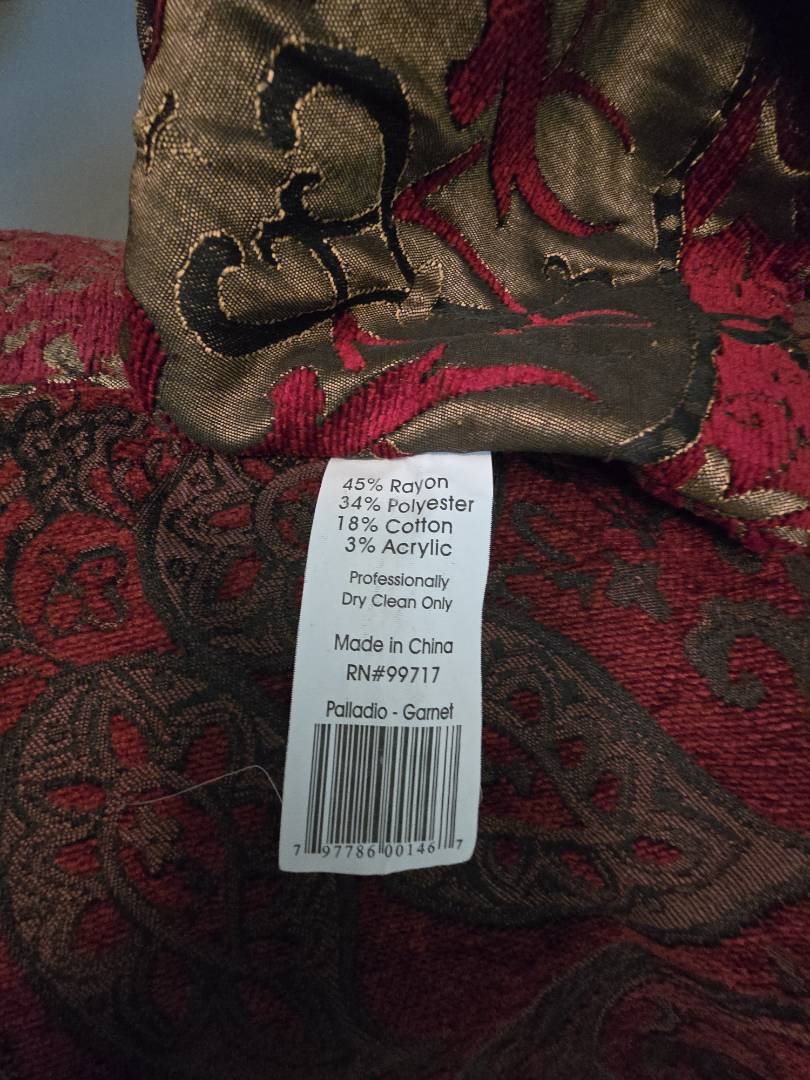 45% Rayon
34% Polyester
18% Cotton
3% Acrylic
Professionally
Dry Clean Only
Made in China
RN#99717
Palladio - Garnet
7 97786 00146 7